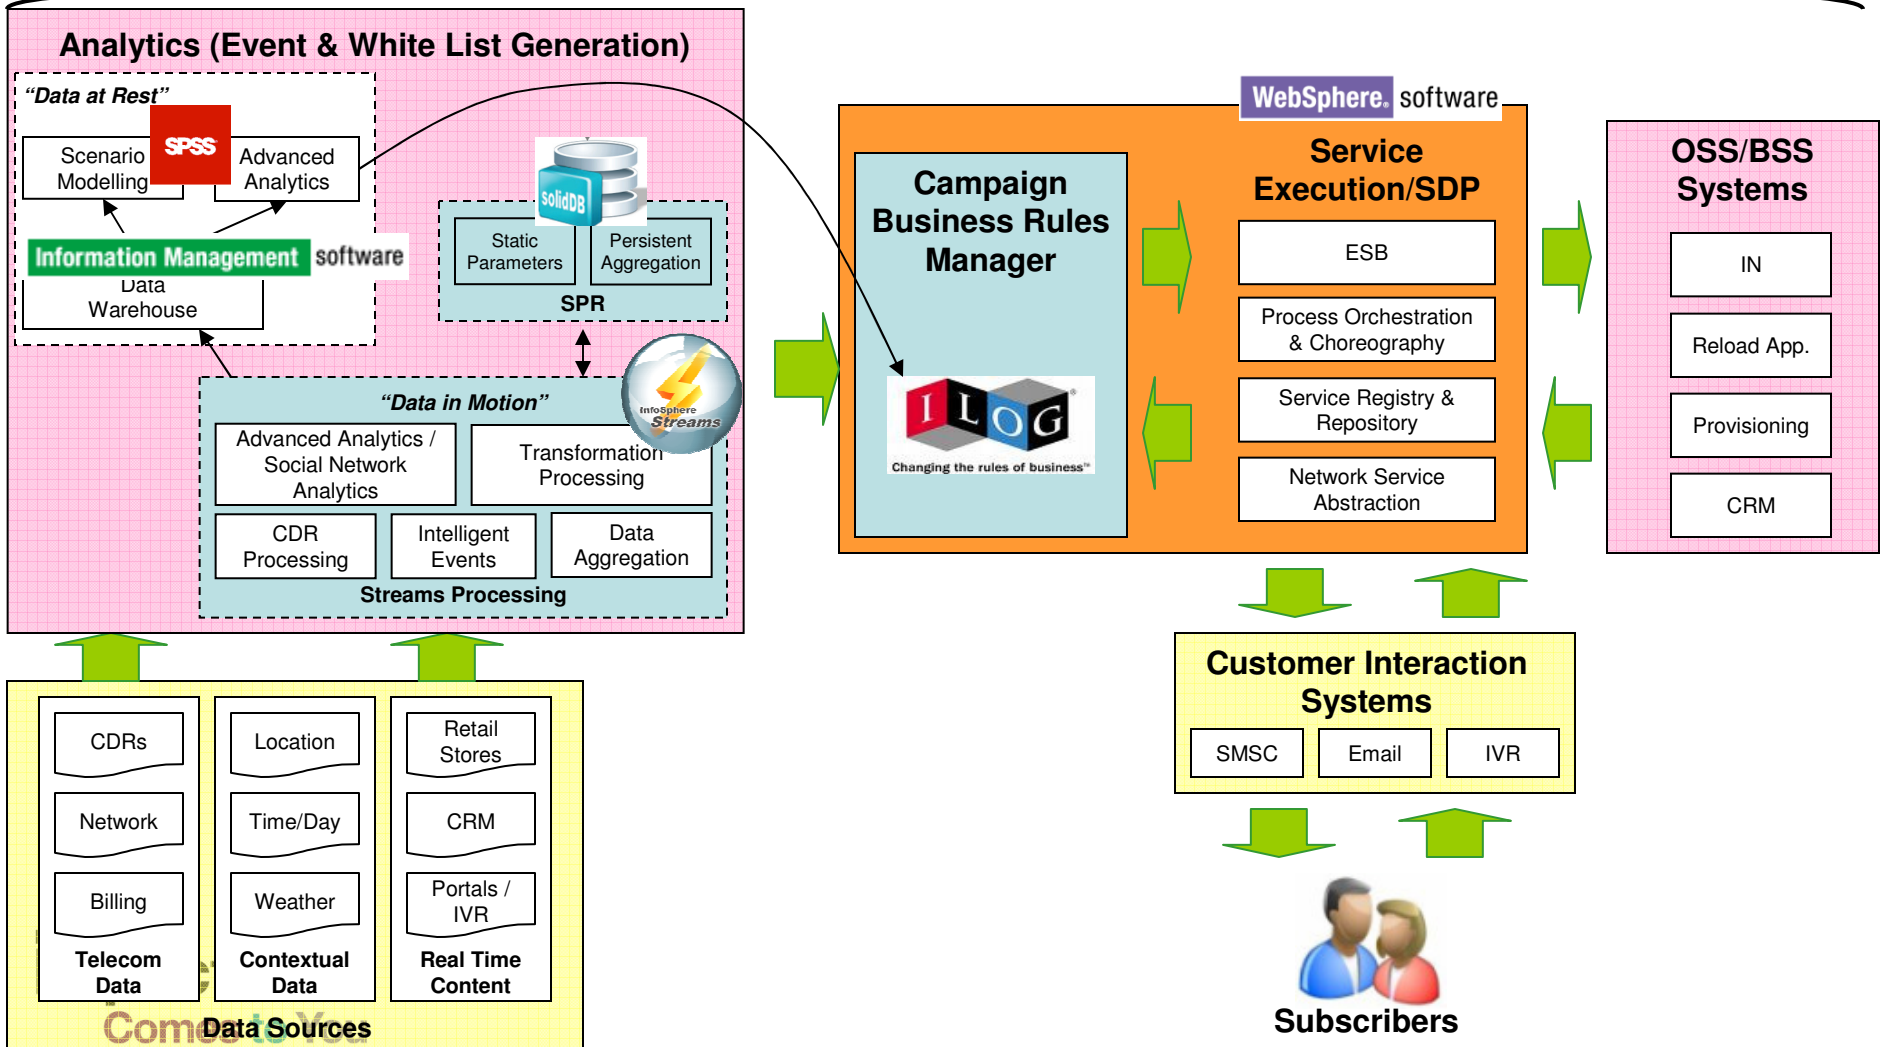 Analytics (Event & White List Generation)
“Data at Rest”
SPSS
Scenario
Modelling
Advanced
Analytics
Information Management software
Data
Warehouse
solidDB
Static
Parameters
Persistent
Aggregation
SPR
InfoSphere
Streams
“Data in Motion”
Advanced Analytics /
Social Network
Analytics
Transformation
Processing
CDR
Processing
Intelligent
Events
Data
Aggregation
Streams Processing
CDRs
Network
Billing
Telecom
Data
Location
Time/Day
Weather
Contextual
Data
Retail
Stores
CRM
Portals /
IVR
Real Time
Content
Comes to You
Data Sources
WebSphere. software
Campaign
Business Rules
Manager
ILOG®
Changing the rules of business™
Service
Execution/SDP
ESB
Process Orchestration
& Choreography
Service Registry &
Repository
Network Service
Abstraction
OSS/BSS
Systems
IN
Reload App.
Provisioning
CRM
Customer Interaction
Systems
SMSC
Email
IVR
Subscribers